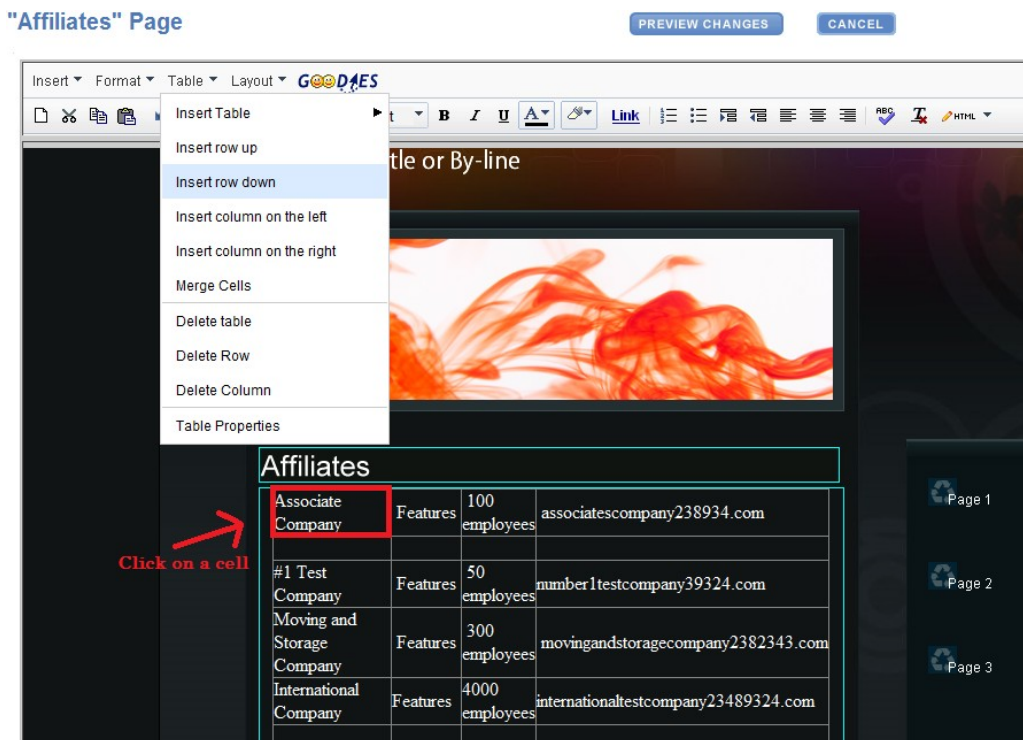 "Affiliates" Page
PREVIEW CHANGES CANCEL
Insert Format Table Layout GOODIES
B I U A Link ABC HTML
Insert Table
Insert row up
Insert row down
Insert column on the left
Insert column on the right
Merge Cells
Delete table
Delete Row
Delete Column
Table Properties
tle or By-line
Affiliates
Associate
Company
Features
100
employees
associatescompany238934.com
Click on a cell
#1 Test
Company
Features
50
employees
number1testcompany39324.com
Moving and
Storage
Company
Features
300
employees
movingandstoragecompany2382343.com
International
Company
Features
4000
employees
internationaltestcompany23489324.com
Page 1
Page 2
Page 3